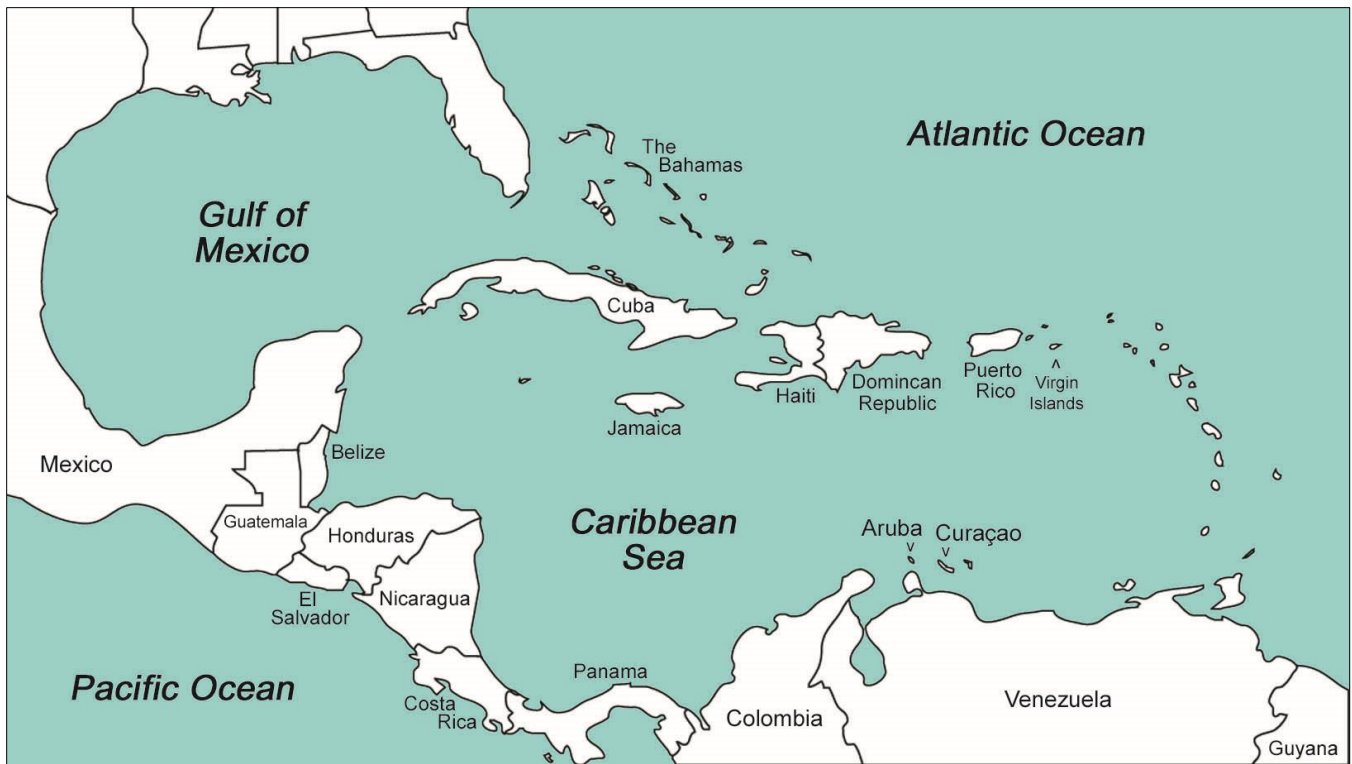 Atlantic Ocean
The
Bahamas
Gulf of
Mexico
Cuba
Haiti
Domincan
Republic
Puerto
Rico
^
Virgin
Islands
Jamaica
Mexico
Belize
Guatemala
Honduras
Caribbean
Sea
Aruba
v
Curaçao
v
El
Salvador
Nicaragua
Pacific Ocean
Costa
Rica
Panama
Colombia
Venezuela
Guyana